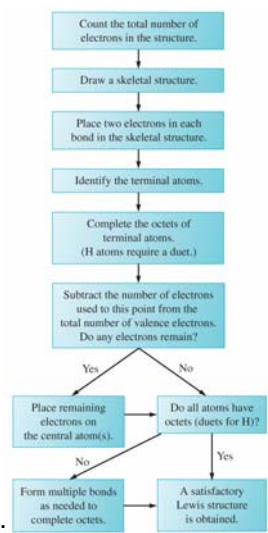 Count the total number of
electrons in the structure.
Draw a skeletal structure.
Place two electrons in each
bond in the skeletal structure.
Identify the terminal atoms.
Complete the octets of
terminal atoms.
(H atoms require a duet.)
Subtract the number of electrons
used to this point from the
total number of valence electrons.
Do any electrons remain?
Yes
No
Place remaining
electrons on
the central atom(s).
Do all atoms have
octets (duets for H)?
No
Yes
Form multiple bonds
as needed to
complete octets.
A satisfactory
Lewis structure
is obtained.
.